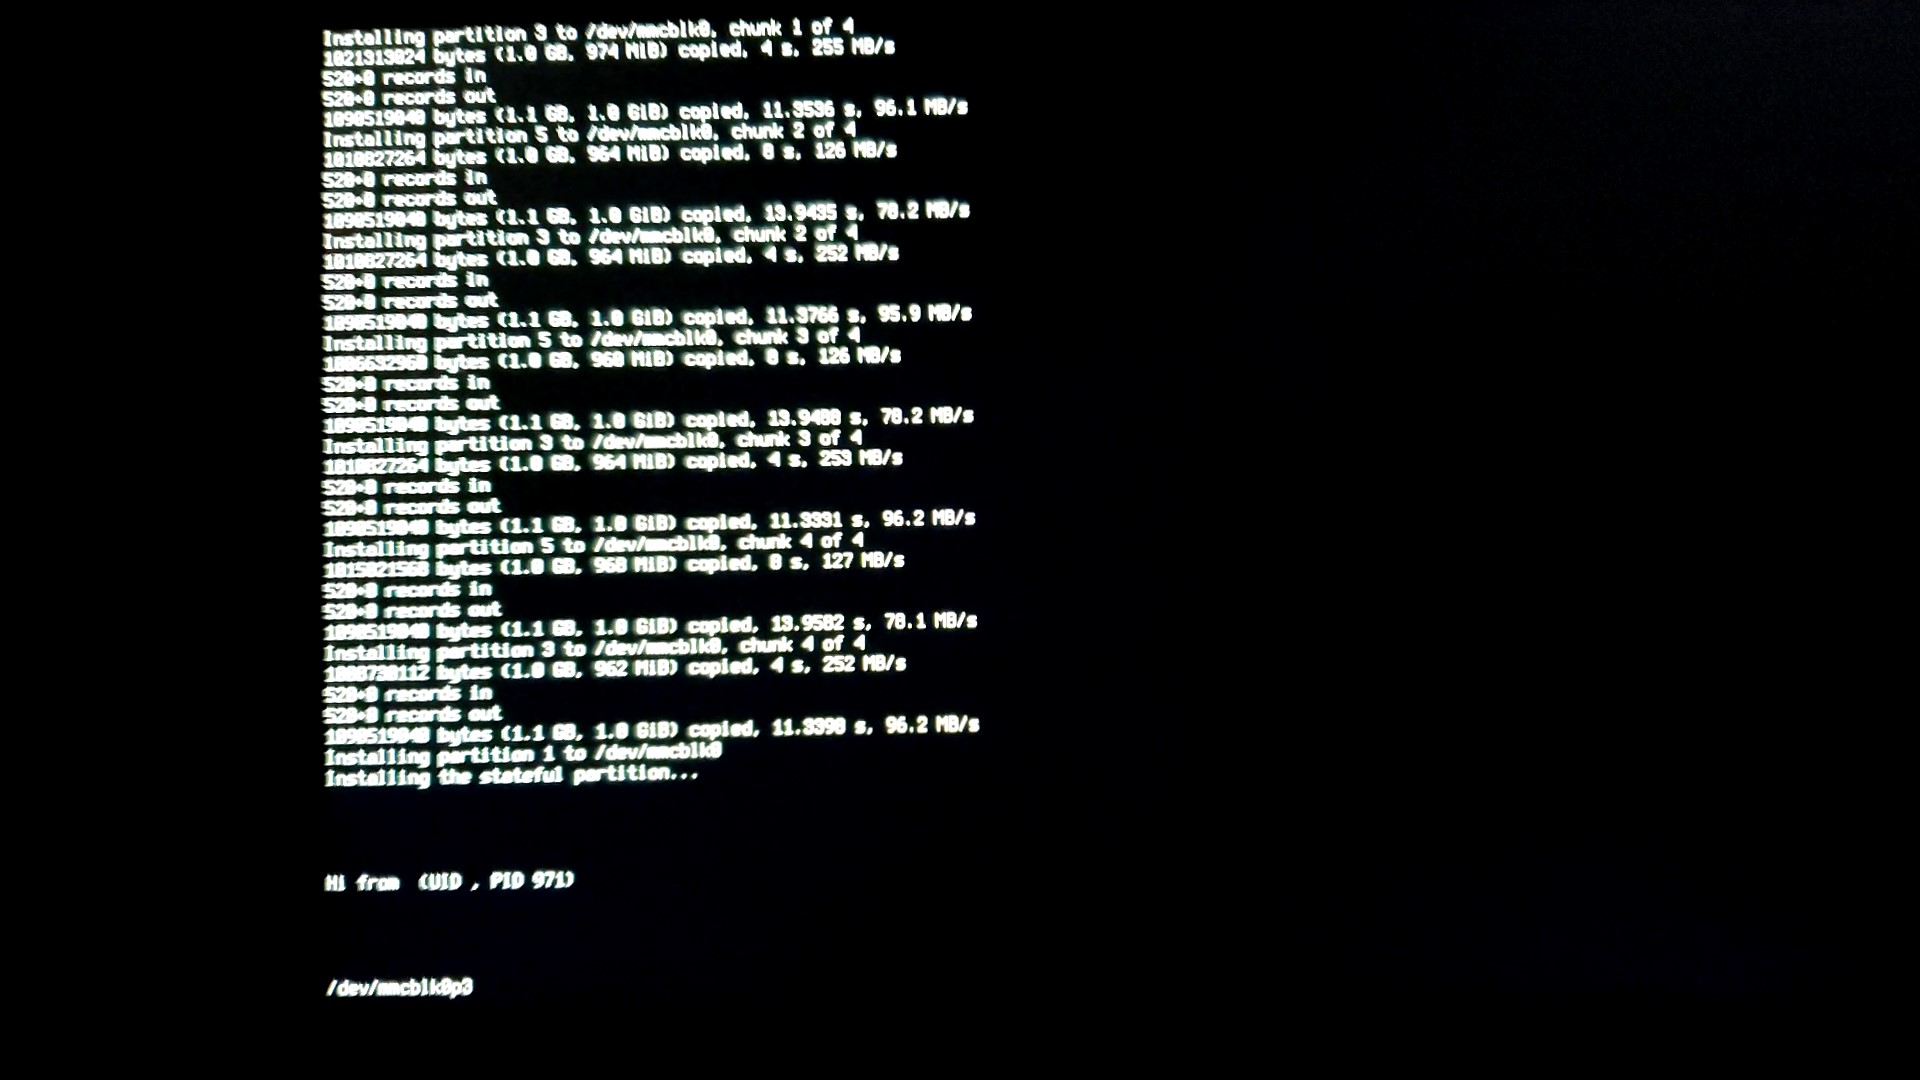 Installing partition 3 to /dev/mmcblk0, chunk 1 of 4
1021313024 bytes (1.0 GB, 974 MiB) copied, 4 s, 255 MB/s
520+0 records in
520+0 records out
1090519040 bytes (1.1 GB, 1.0 GiB) copied, 11.3536 s, 96.1 MB/s
Installing partition 5 to /dev/mmcblk0, chunk 2 of 4
1010827264 bytes (1.0 GB, 964 MiB) copied, 8 s, 126 MB/s
520+0 records in
520+0 records out
1090519040 bytes (1.1 GB, 1.0 GiB) copied, 13.9435 s, 78.2 MB/s
Installing partition 3 to /dev/mmcblk0, chunk 2 of 4
1010827264 bytes (1.0 GB, 964 MiB) copied, 4 s, 252 MB/s
520+0 records in
520+0 records out
1090519040 bytes (1.1 GB, 1.0 GiB) copied, 11.3766 s, 95.9 MB/s
Installing partition 5 to /dev/mmcblk0, chunk 3 of 4
1006632960 bytes (1.0 GB, 960 MiB) copied, 8 s, 126 MB/s
520+0 records in
520+0 records out
1090519040 bytes (1.1 GB, 1.0 GiB) copied, 13.9480 s, 78.2 MB/s
Installing partition 3 to /dev/mmcblk0, chunk 3 of 4
1010827264 bytes (1.0 GB, 964 MiB) copied, 4 s, 253 MB/s
520+0 records in
520+0 records out
1090519040 bytes (1.1 GB, 1.0 GiB) copied, 11.3331 s, 96.2 MB/s
Installing partition 5 to /dev/mmcblk0, chunk 4 of 4
1015021568 bytes (1.0 GB, 968 MiB) copied, 8 s, 127 MB/s
520+0 records in
520+0 records out
1090519040 bytes (1.1 GB, 1.0 GiB) copied, 13.9582 s, 78.1 MB/s
Installing partition 3 to /dev/mmcblk0, chunk 4 of 4
1008730112 bytes (1.0 GB, 962 MiB) copied, 4 s, 252 MB/s
520+0 records in
520+0 records out
1090519040 bytes (1.1 GB, 1.0 GiB) copied, 11.3398 s, 96.2 MB/s
Installing partition 1 to /dev/mmcblk0
Installing the stateful partition...
Hi from (UID , PID 971)
/dev/mmcblk0p3